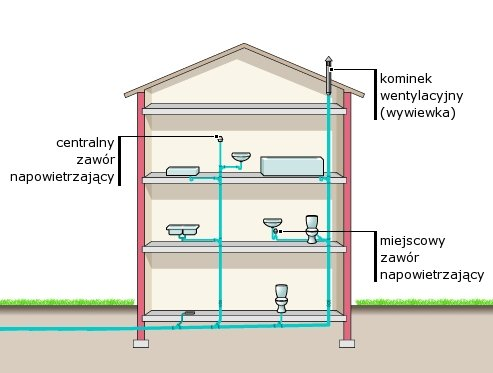 kominek
wentylacyjny
(wywiewka)
centralny
zawór
napowietrzający
miejscowy
zawór
napowietrzający